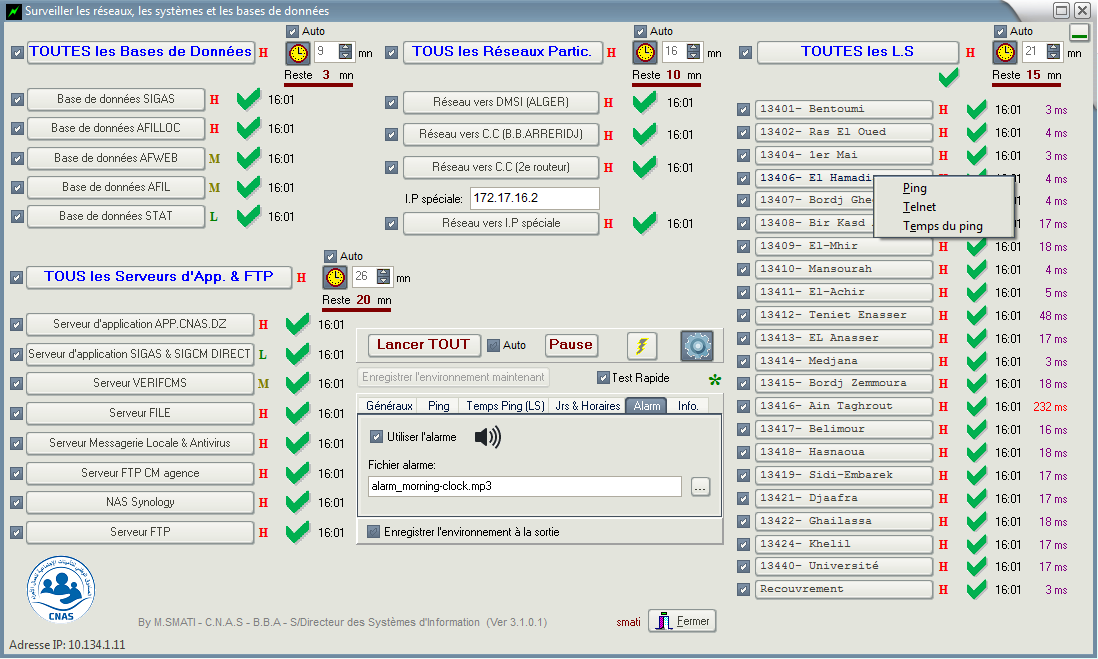 Surveiller les réseaux, les systèmes et les bases de données
TOUTES les Bases de Données H
Auto
9 mn
Reste 3 mn
Base de données SIGAS H 16:01
Base de données AFILLOC H 16:01
Base de données AFWEB M 16:01
Base de données AFIL M 16:01
Base de données STAT L 16:01
TOUS les Réseaux Partic. H
Auto
16 mn
Reste 10 mn
Réseau vers DMSI (ALGER) H 16:01
Réseau vers C.C (B.B.ARRERIDJ) H 16:01
Réseau vers C.C (2e routeur) H 16:01
I.P spéciale: 172.17.16.2
Réseau vers I.P spéciale H 16:01
TOUTES les L.S H
Auto
21 mn
Reste 15 mn
13401- Bentoumi H 16:01 3 ms
13402- Ras El Oued H 16:01 4 ms
13404- 1er Mai H 16:01 3 ms
13406- El Hamadi 4 ms
13407- Bordj Ghe 4 ms
13408- Bir Kasd 17 ms
Ping
Telnet
Temps du ping
13409- El-Mhir H 16:01 18 ms
13410- Mansourah H 16:01 4 ms
13411- El-Achir H 16:01 5 ms
13412- Teniet Enasser H 16:01 48 ms
13413- EL Anasser H 16:01 17 ms
13414- Medjana H 16:01 3 ms
13415- Bordj Zemmoura H 16:01 18 ms
13416- Ain Taghrout H 16:01 232 ms
13417- Belimour H 16:01 16 ms
13418- Hasnaoua H 16:01 18 ms
13419- Sidi-Embarek H 16:01 17 ms
13421- Djaafra H 16:01 17 ms
13422- Ghailassa H 16:01 18 ms
13424- Khelil H 16:01 17 ms
13440- Université H 16:01 17 ms
Recouvrement H 16:01 3 ms
TOUS les Serveurs d'App. & FTP H
Auto
26 mn
Reste 20 mn
Serveur d'application APP.CNAS.DZ H 16:01
Serveur d'application SIGAS & SIGCM DIRECT L 16:01
Serveur VERIFCMS M 16:01
Serveur FILE H 16:01
Serveur Messagerie Locale & Antivirus H 16:01
Serveur FTP CM agence H 16:01
NAS Synology H 16:01
Serveur FTP H 16:01
Lancer TOUT Auto Pause
Enregistrer l'environnement maintenant Test Rapide *
Généraux Ping Temps Ping (LS) Jrs & Horaires Alarm Info.
Utiliser l'alarme
Fichier alarme:
alarm_morning-clock.mp3 ...
Enregistrer l'environnement à la sortie
CNAS
By M.SMATI - C.N.A.S - B.B.A - S/Directeur des Systèmes d'Information (Ver 3.1.0.1)
smati Fermer
Adresse IP: 10.134.1.11